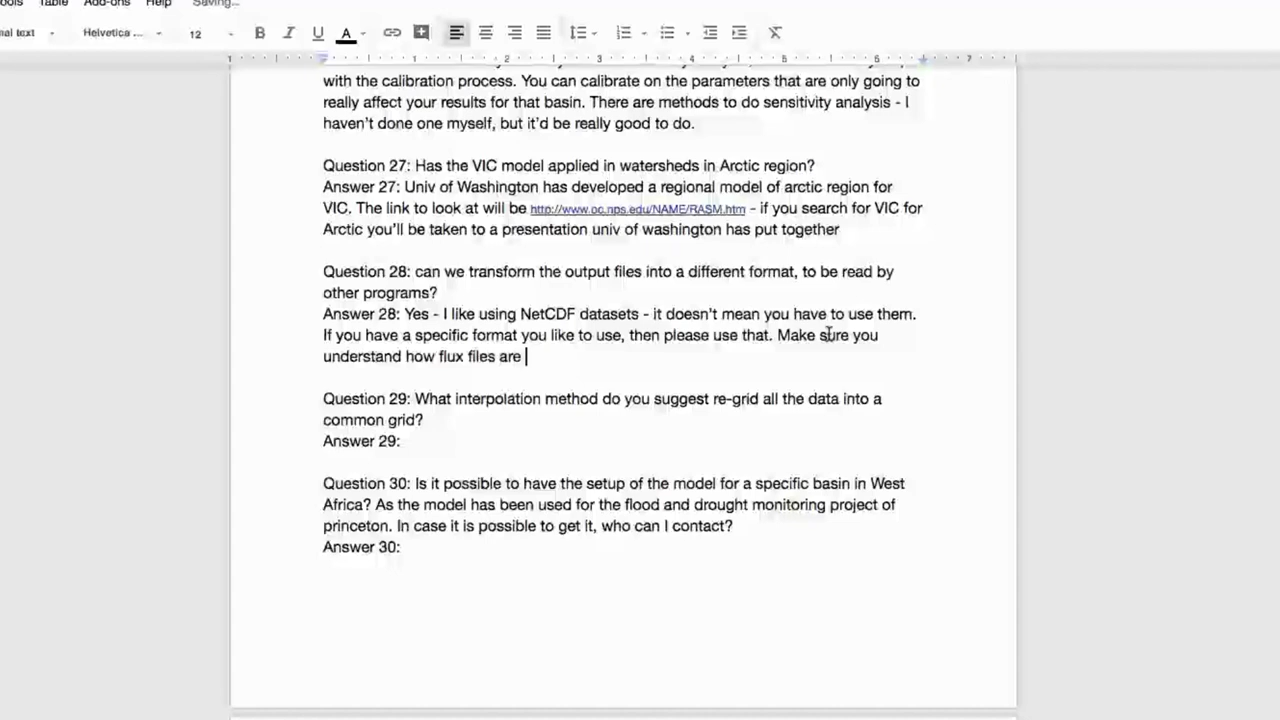 Table Add-ons Help Saving...
Helvetica ... 12 B I U A
1 2 3 4 5 6 7
with the calibration process. You can calibrate on the parameters that are only going to
really affect your results for that basin. There are methods to do sensitivity analysis - I
haven't done one myself, but it'd be really good to do.
Question 27: Has the VIC model applied in watersheds in Arctic region?
Answer 27: Univ of Washington has developed a regional model of arctic region for
VIC. The link to look at will be http://www.oc.nps.edu/NAME/RASM.htm - if you search for VIC for
Arctic you'll be taken to a presentation univ of washington has put together
Question 28: can we transform the output files into a different format, to be read by
other programs?
Answer 28: Yes - I like using NetCDF datasets - it doesn't mean you have to use them.
If you have a specific format you like to use, then please use that. Make sure you
understand how flux files are
Question 29: What interpolation method do you suggest re-grid all the data into a
common grid?
Answer 29:
Question 30: Is it possible to have the setup of the model for a specific basin in West
Africa? As the model has been used for the flood and drought monitoring project of
princeton. In case it is possible to get it, who can I contact?
Answer 30: